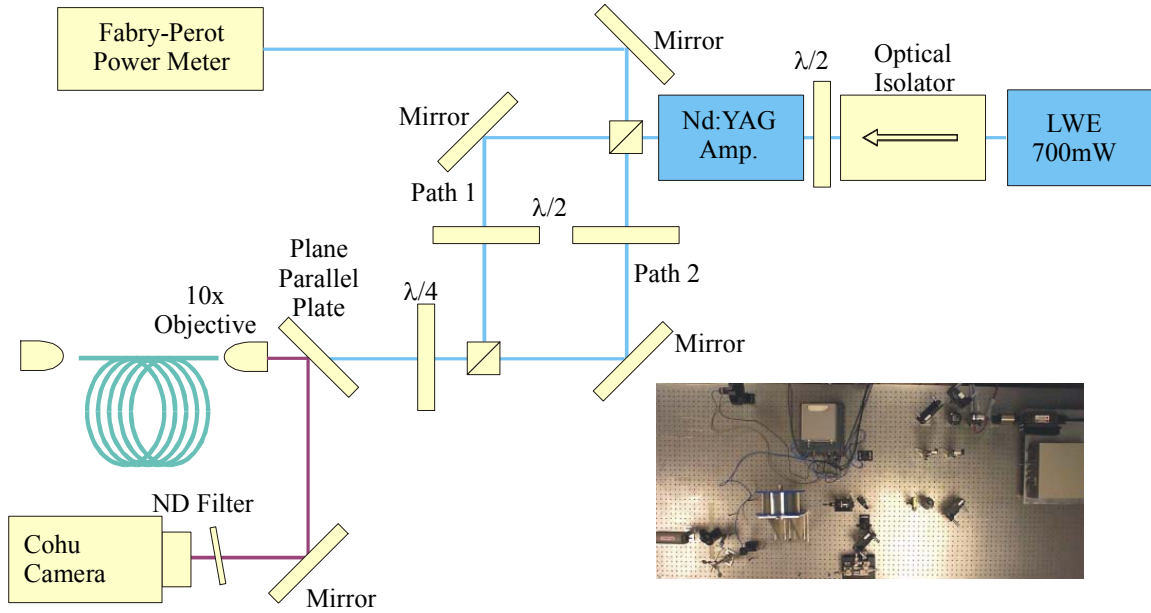 Fabry-Perot
Power Meter
Mirror
λ/2
Optical
Isolator
Mirror
Nd:YAG
Amp.
LWE
700mW
Path 1
λ/2
Plane
Parallel
Plate
Path 2
λ/4
10x
Objective
Mirror
ND Filter
Cohu
Camera
Mirror